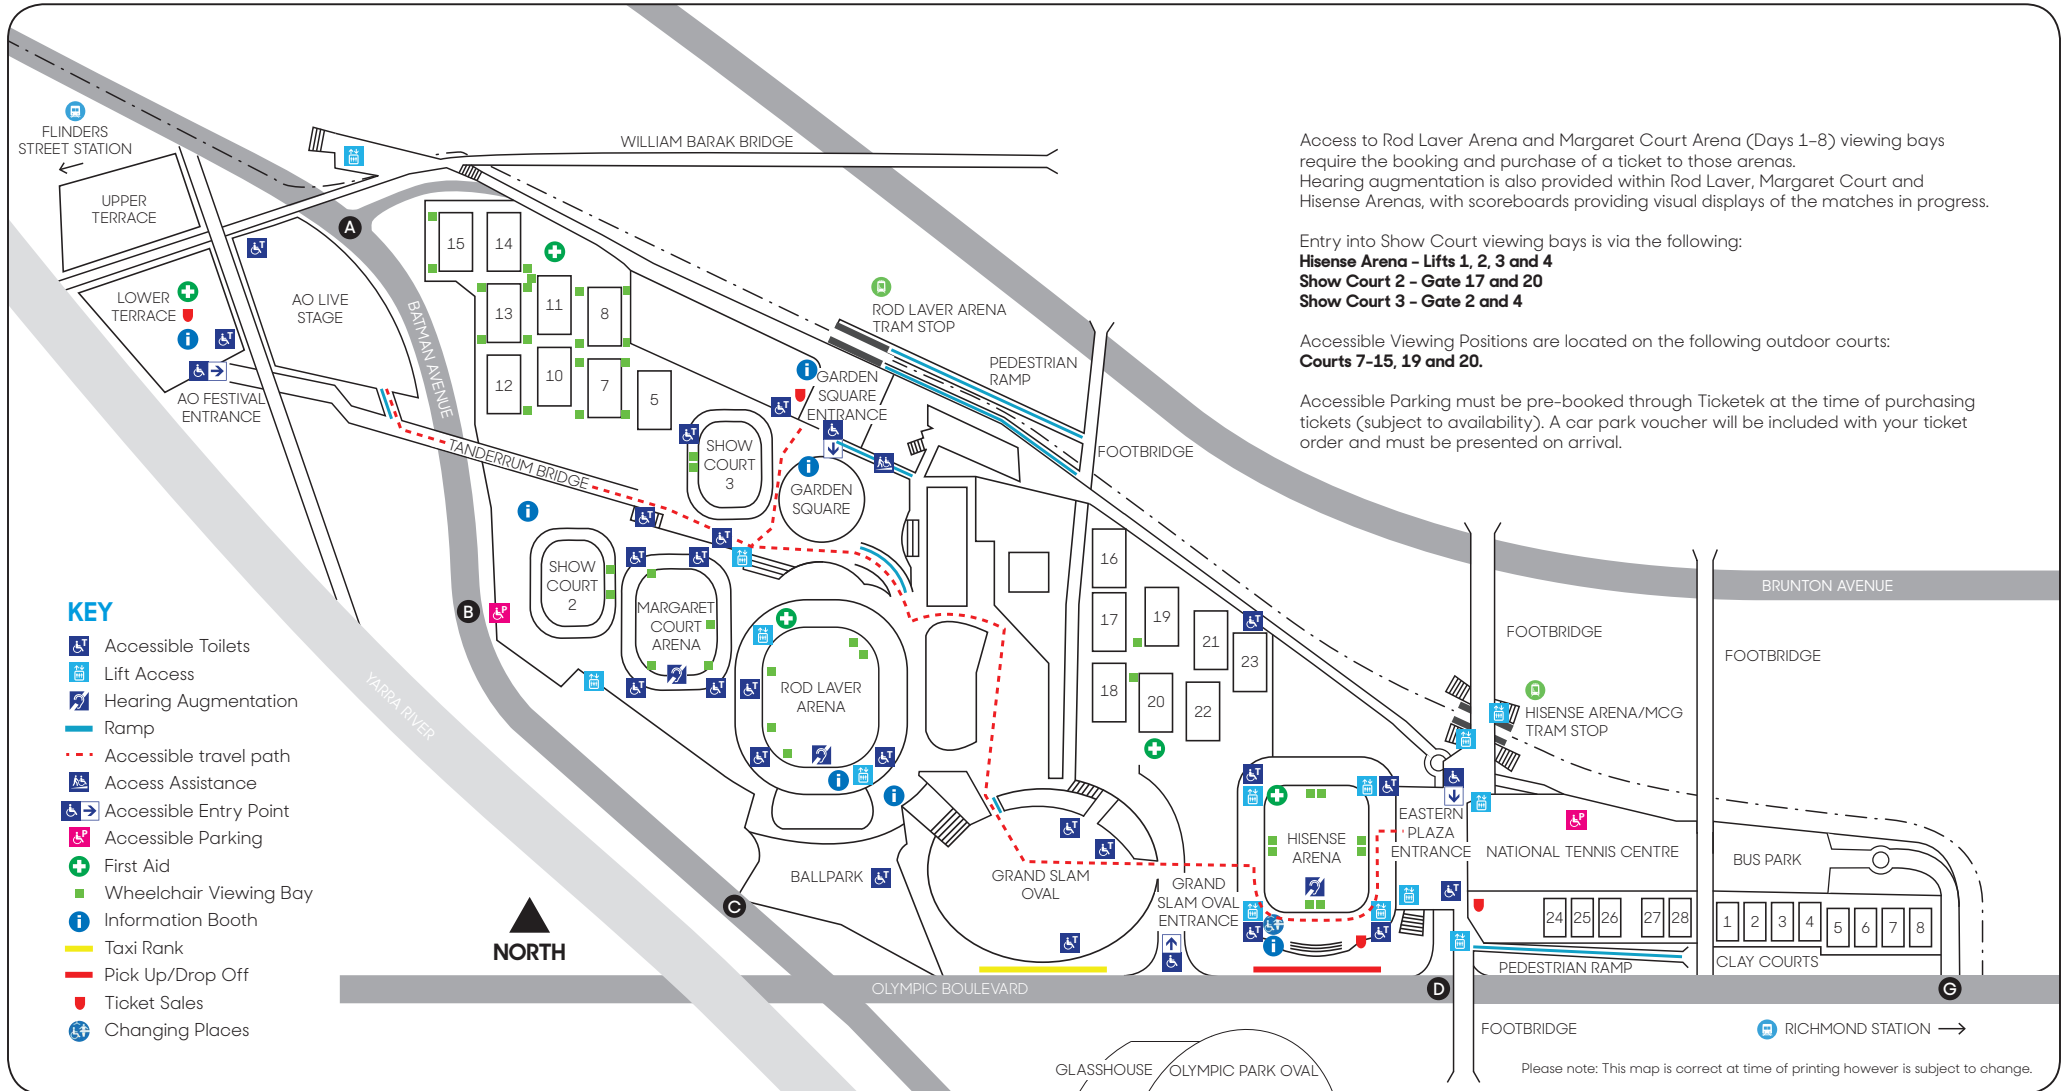 FLINDERS
STREET STATION
UPPER
TERRACE
LOWER
TERRACE
AO LIVE
STAGE
AO FESTIVAL
ENTRANCE
A
WILLIAM BARAK BRIDGE
BATMAN AVENUE
TANDERRUM BRIDGE
15
14
13
11
8
12
10
7
5
SHOW
COURT
3
GARDEN
SQUARE
ENTRANCE
GARDEN
SQUARE
ROD LAVER ARENA
TRAM STOP
PEDESTRIAN
RAMP
FOOTBRIDGE
Access to Rod Laver Arena and Margaret Court Arena (Days 1–8) viewing bays
require the booking and purchase of a ticket to those arenas.
Hearing augmentation is also provided within Rod Laver, Margaret Court and
Hisense Arenas, with scoreboards providing visual displays of the matches in progress.
Entry into Show Court viewing bays is via the following:
Hisense Arena – Lifts 1, 2, 3 and 4
Show Court 2 – Gate 17 and 20
Show Court 3 – Gate 2 and 4
Accessible Viewing Positions are located on the following outdoor courts:
Courts 7–15, 19 and 20.
Accessible Parking must be pre-booked through Ticketek at the time of purchasing
tickets (subject to availability). A car park voucher will be included with your ticket
order and must be presented on arrival.
SHOW
COURT
2
MARGARET
COURT
ARENA
ROD LAVER
ARENA
B
YARRA RIVER
16
17
18
19
20
21
22
23
BRUNTON AVENUE
FOOTBRIDGE
FOOTBRIDGE
HISENSE ARENA/MCG
TRAM STOP
HISENSE
ARENA
EASTERN
PLAZA
ENTRANCE
NATIONAL TENNIS CENTRE
BUS PARK
BALLPARK
C
GRAND SLAM
OVAL
GRAND
SLAM OVAL
ENTRANCE
24
25
26
27
28
1
2
3
4
5
6
7
8
CLAY COURTS
PEDESTRIAN RAMP
OLYMPIC BOULEVARD
D
G
FOOTBRIDGE
RICHMOND STATION
GLASSHOUSE
OLYMPIC PARK OVAL
Please note: This map is correct at time of printing however is subject to change.
NORTH
KEY
Accessible Toilets
Lift Access
Hearing Augmentation
Ramp
Accessible travel path
Access Assistance
Accessible Entry Point
Accessible Parking
First Aid
Wheelchair Viewing Bay
Information Booth
Taxi Rank
Pick Up/Drop Off
Ticket Sales
Changing Places